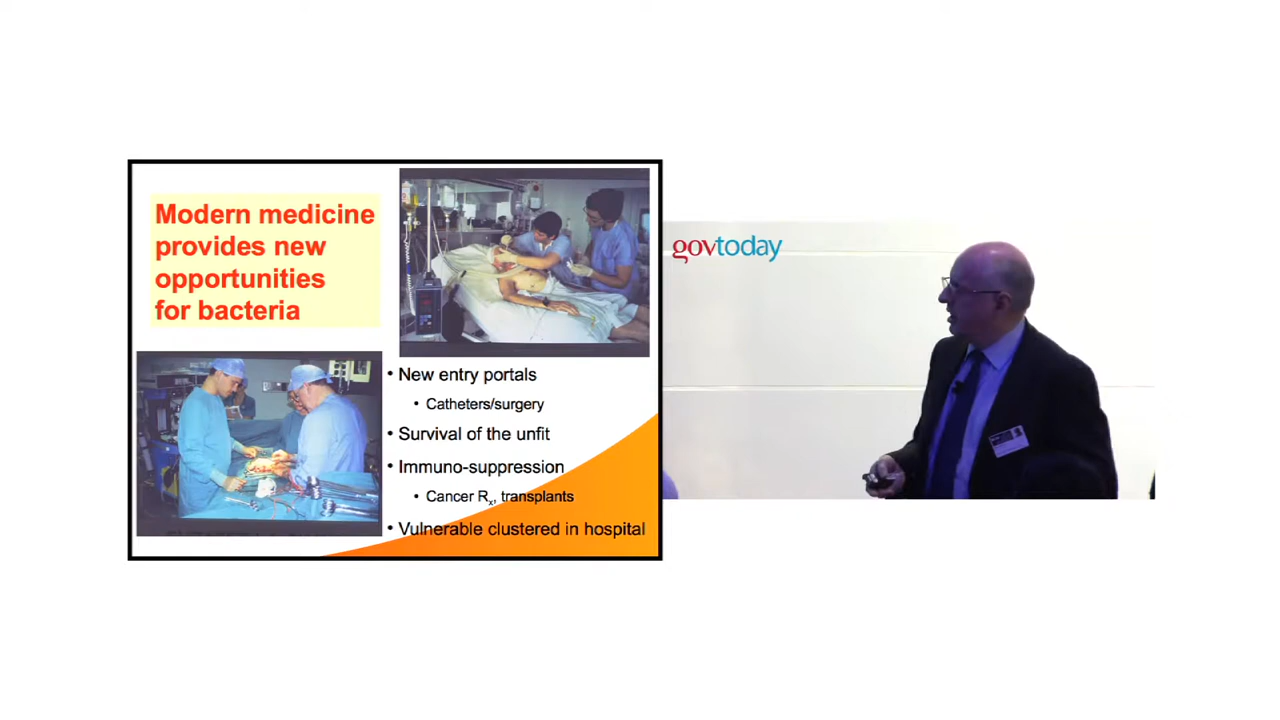 Modern medicine
provides new
opportunities
for bacteria
• New entry portals
• Catheters/surgery
• Survival of the unfit
• Immuno-suppression
• Cancer Rx, transplants
• Vulnerable clustered in hospital
govtoday